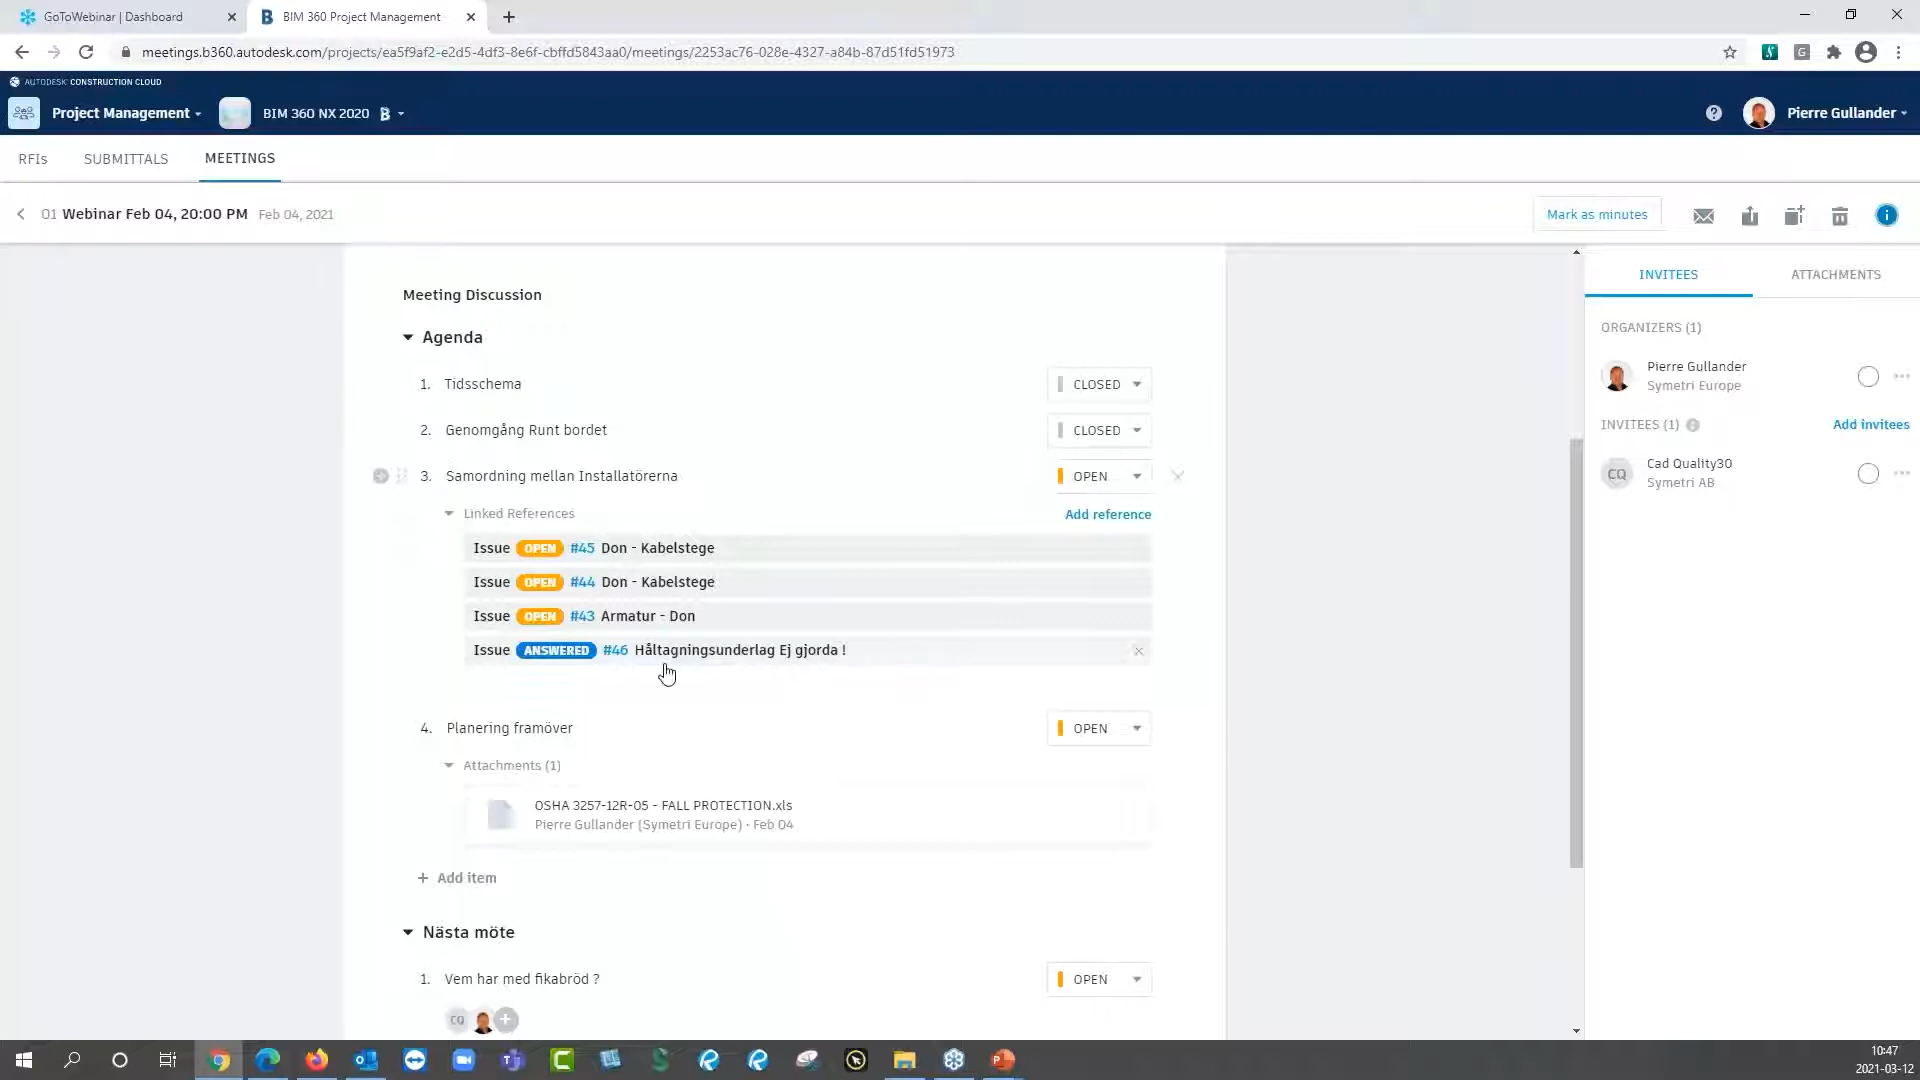 GoToWebinar | Dashboard
BIM 360 Project Management
meetings.b360.autodesk.com/projects/ea5f9af2-e2d5-4df3-8e6f-cbffd5843aa0/meetings/2253ac76-028e-4327-a84b-87d51fd51973
AUTODESK CONSTRUCTION CLOUD
Project Management
BIM 360 NX 2020
Pierre Gullander
RFIs
SUBMITTALS
MEETINGS
01 Webinar Feb 04, 20:00 PM Feb 04, 2021
Mark as minutes
Meeting Discussion
Agenda
1. Tidsschema
CLOSED
2. Genomgång Runt bordet
CLOSED
3. Samordning mellan Installatörerna
OPEN
Linked References
Add reference
Issue OPEN #45 Don - Kabelstege
Issue OPEN #44 Don - Kabelstege
Issue OPEN #43 Armatur - Don
Issue ANSWERED #46 Håltagningsunderlag Ej gjorda !
4. Planering framöver
OPEN
Attachments (1)
OSHA 3257-12R-05 - FALL PROTECTION.xls
Pierre Gullander (Symetri Europe) • Feb 04
+ Add item
Nästa möte
1. Vem har med fikabröd ?
OPEN
CQ
INVITEES
ATTACHMENTS
ORGANIZERS (1)
Pierre Gullander
Symetri Europe
INVITEES (1)
Add invitees
CQ
Cad Quality30
Symetri AB
10:47
2021-03-12